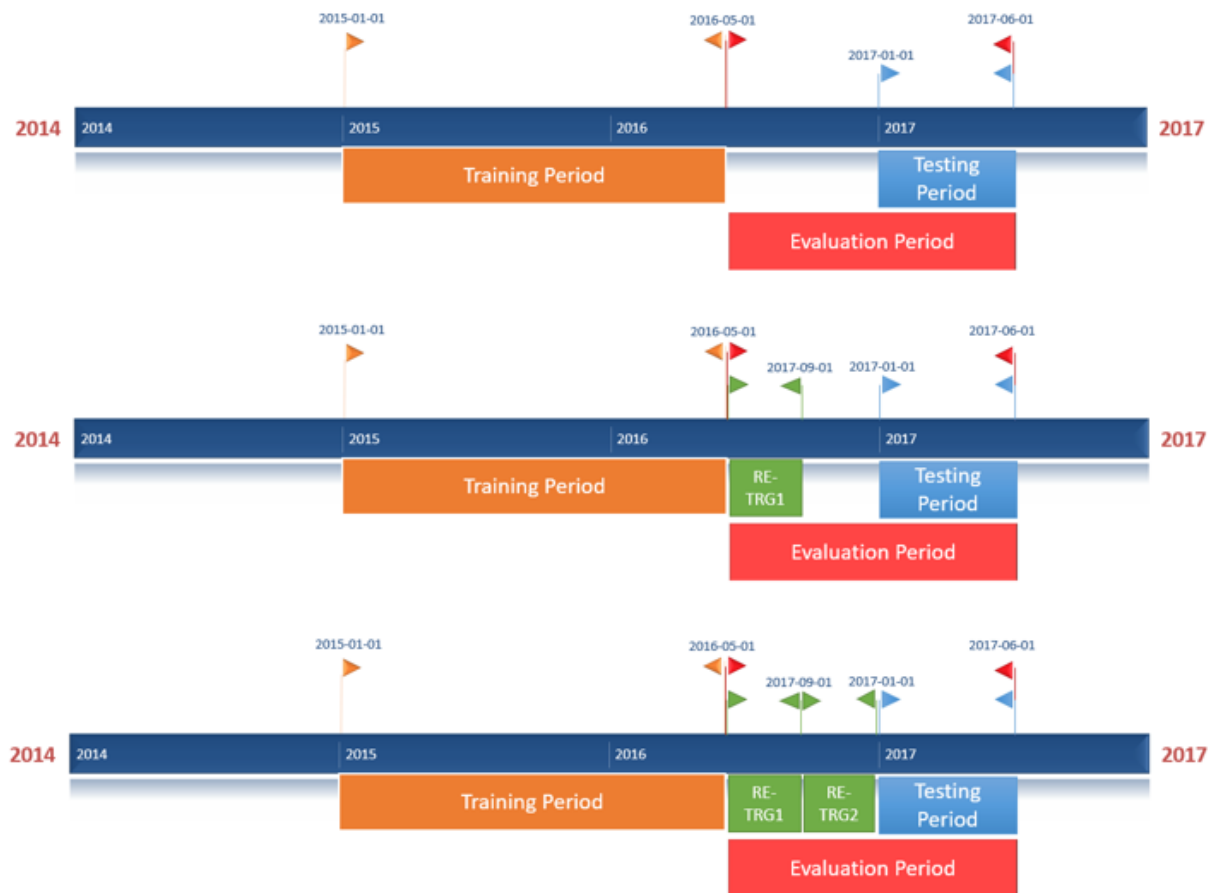 2015-01-01
2016-05-01
2017-06-01
2017-01-01
2014 2014 2015 2016 2017 2017
Training Period
Testing
Period
Evaluation Period
2015-01-01
2016-05-01
2017-06-01
2017-09-01
2017-01-01
2014 2014 2015 2016 2017 2017
Training Period
RE-
TRG1
Testing
Period
Evaluation Period
2015-01-01
2016-05-01
2017-06-01
2017-09-01
2017-01-01
2014 2014 2015 2016 2017 2017
Training Period
RE-
TRG1
RE-
TRG2
Testing
Period
Evaluation Period